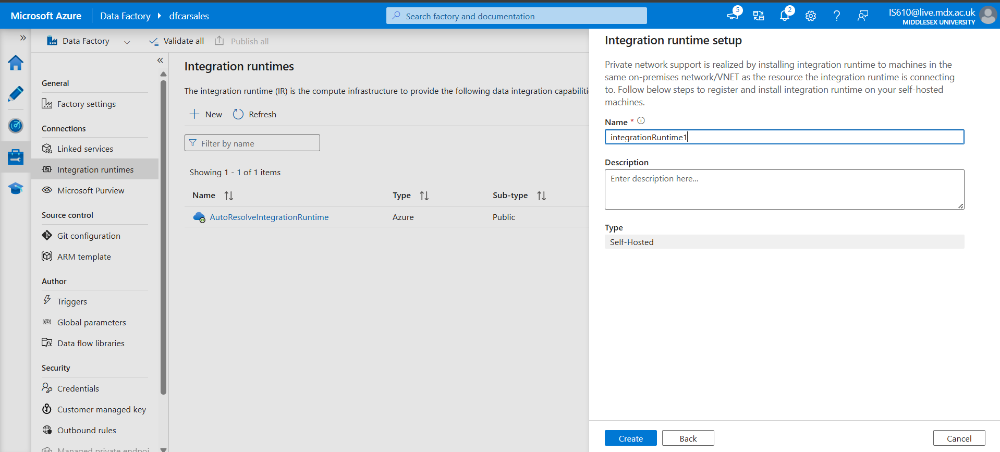 Microsoft Azure
Data Factory
dfcarsales
Search factory and documentation
5
2
IS610@live.mdx.ac.uk
MIDDLESEX UNIVERSITY
Data Factory
Validate all
Publish all
General
Factory settings
Connections
Linked services
Integration runtimes
Microsoft Purview
Source control
Git configuration
ARM template
Author
Triggers
Global parameters
Data flow libraries
Security
Credentials
Customer managed key
Outbound rules
Managed private endpoi
Integration runtimes
The integration runtime (IR) is the compute infrastructure to provide the following data integration capabiliti
New
Refresh
Filter by name
Showing 1 - 1 of 1 items
Name Type Sub-type
AutoResolveIntegrationRuntime Azure Public
Integration runtime setup
Private network support is realized by installing integration runtime to machines in the
same on-premises network/VNET as the resource the integration runtime is connecting
to. Follow below steps to register and install integration runtime on your self-hosted
machines.
Name *
integrationRuntime1
Description
Enter description here...
Type
Self-Hosted
Create
Back
Cancel